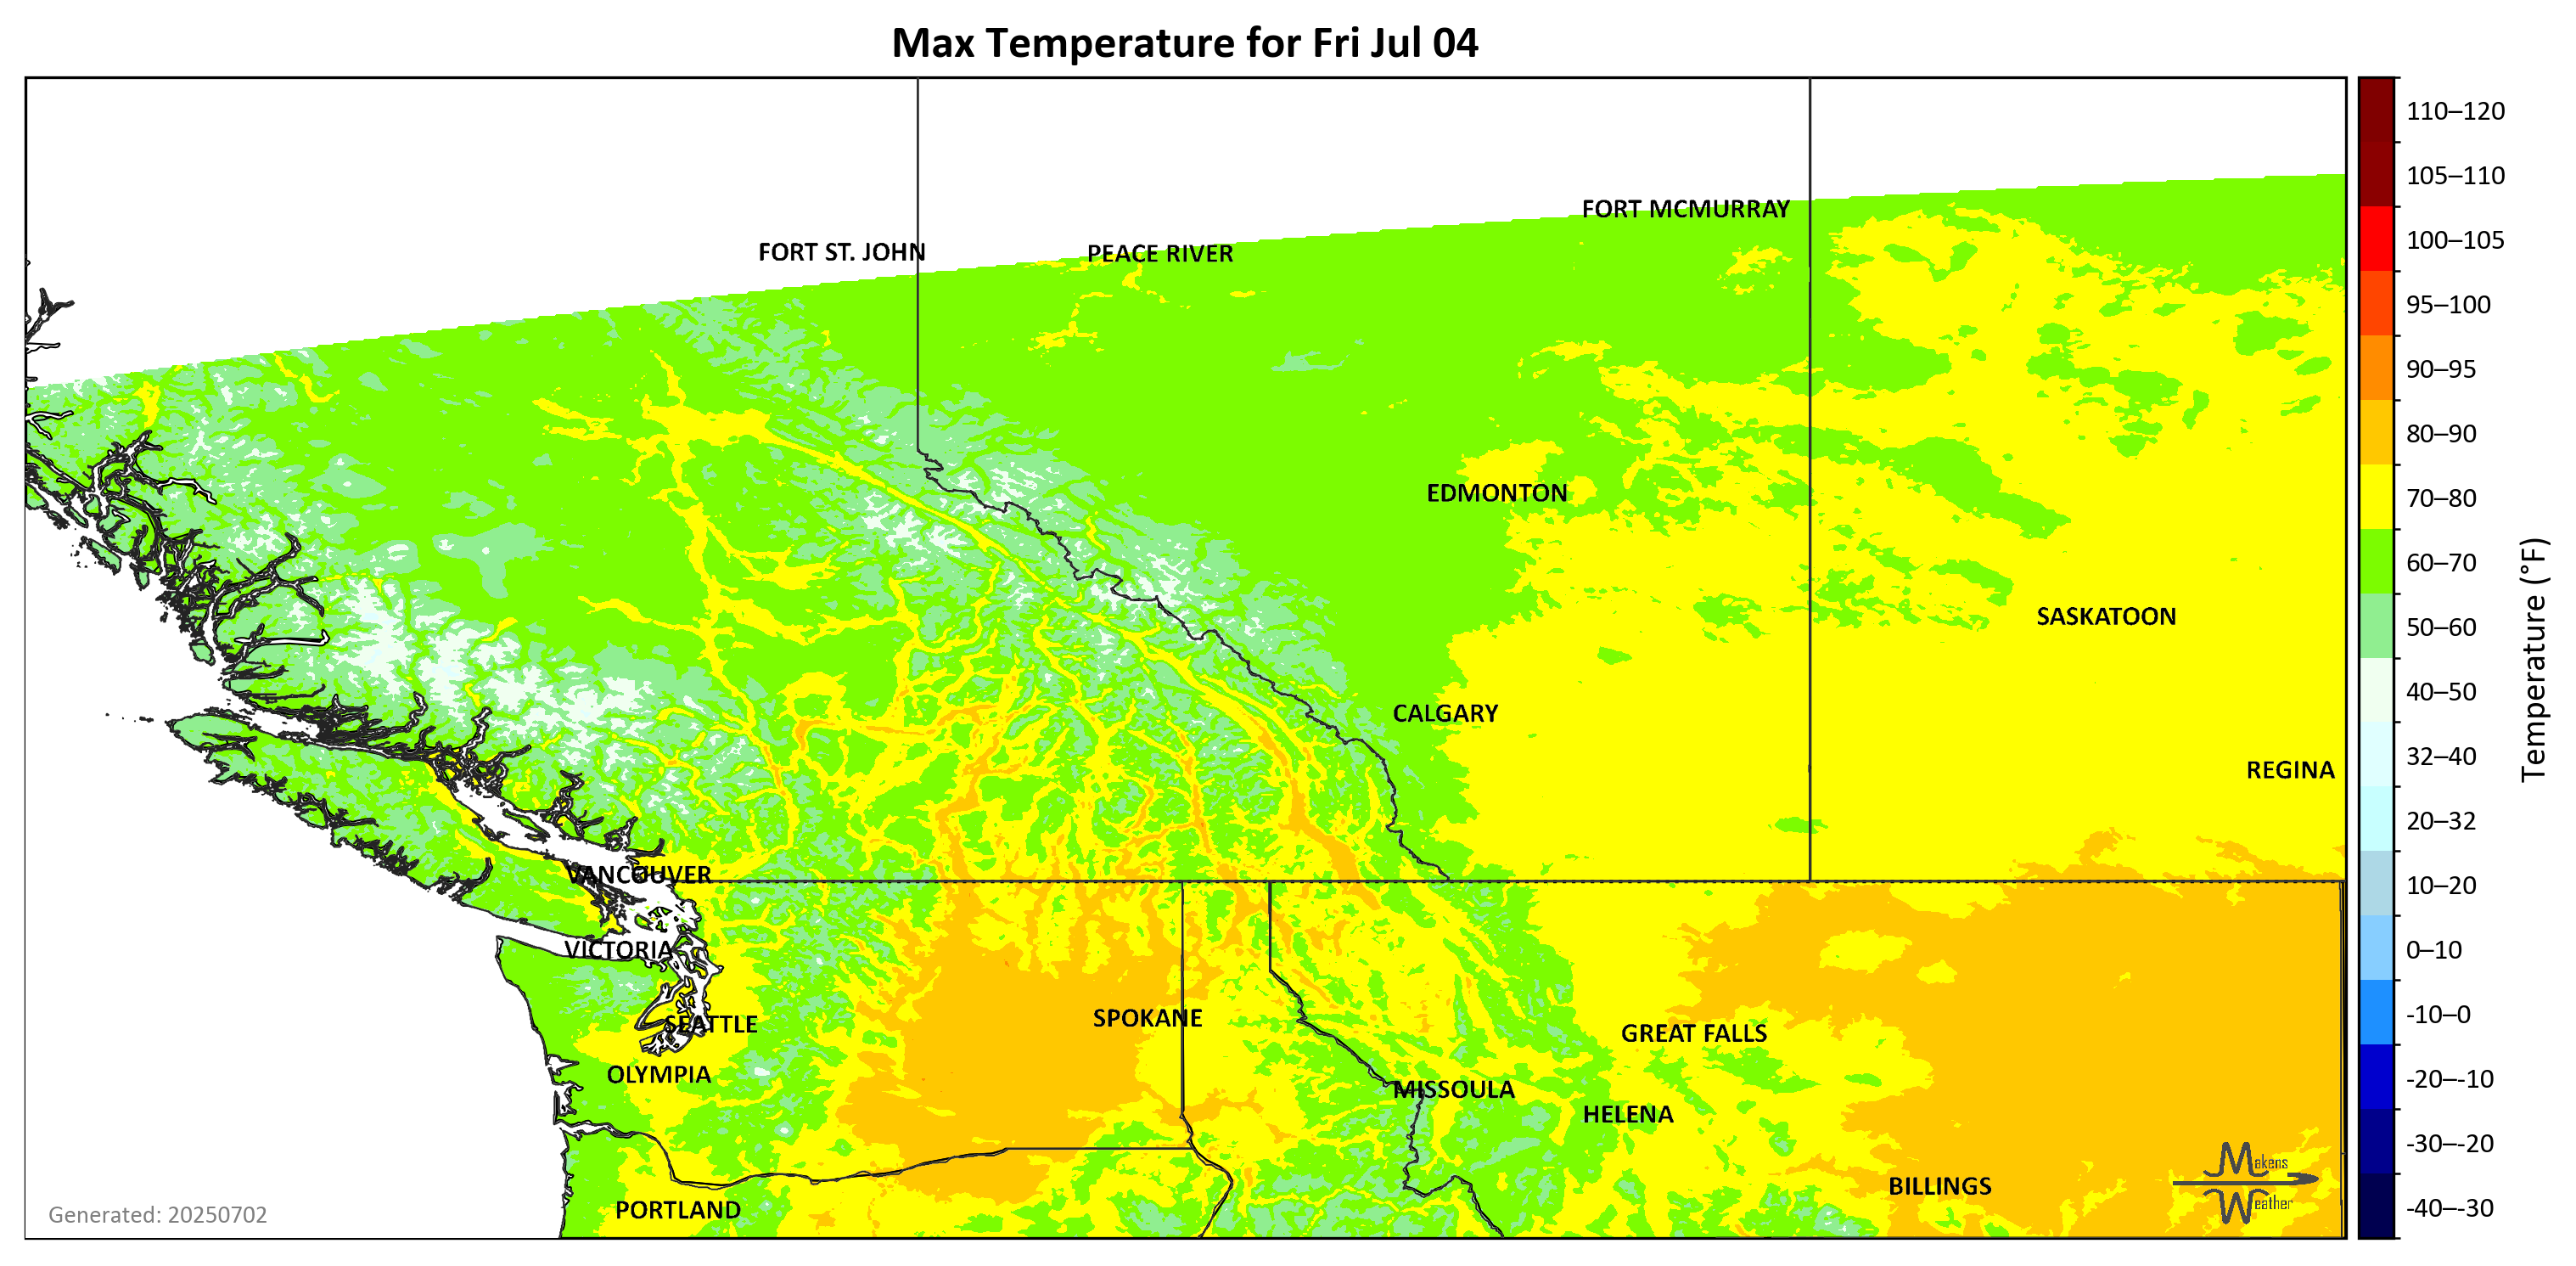 Max Temperature for Fri Jul 04
110–120
105–110
FORT MCMURRAY
100–105
FORT ST. JOHN
PEACE RIVER
95–100
90–95
80–90
EDMONTON
70–80
60–70
SASKATOON
50–60
CALGARY
40–50
REGINA
32–40
Temperature (°F)
20–32
VANCOUVER
10–20
VICTORIA
0–10
SEATTLE
SPOKANE
GREAT FALLS
-10–0
OLYMPIA
MISSOULA
-20–-10
HELENA
-30–-20
Makens
Weather
BILLINGS
PORTLAND
-40–-30
Generated: 20250702